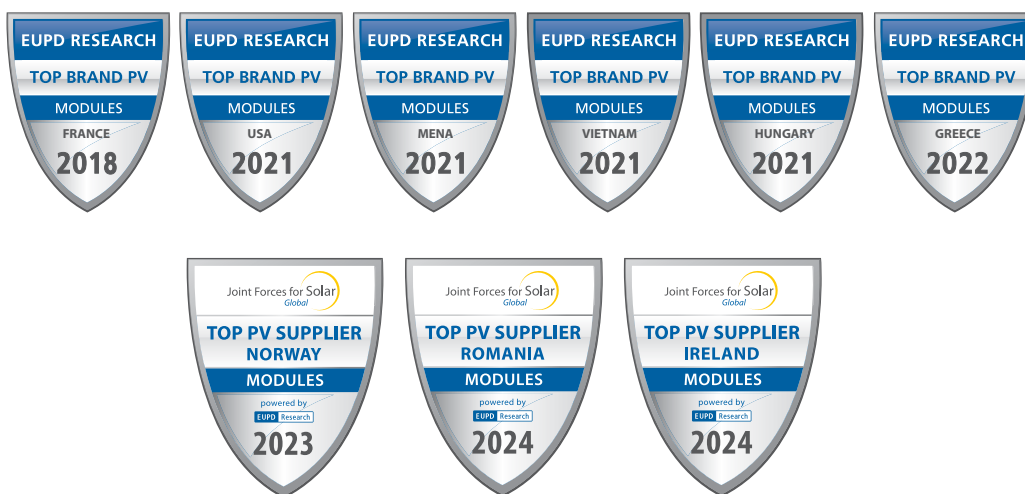 EUPD RESEARCH
TOP BRAND PV
MODULES
FRANCE
2018
EUPD RESEARCH
TOP BRAND PV
MODULES
USA
2021
EUPD RESEARCH
TOP BRAND PV
MODULES
MENA
2021
EUPD RESEARCH
TOP BRAND PV
MODULES
VIETNAM
2021
EUPD RESEARCH
TOP BRAND PV
MODULES
HUNGARY
2021
EUPD RESEARCH
TOP BRAND PV
MODULES
GREECE
2022
Joint Forces for Solar
Global
TOP PV SUPPLIER
NORWAY
MODULES
powered by
EUPD Research
2023
Joint Forces for Solar
Global
TOP PV SUPPLIER
ROMANIA
MODULES
powered by
EUPD Research
2024
Joint Forces for Solar
Global
TOP PV SUPPLIER
IRELAND
MODULES
powered by
EUPD Research
2024